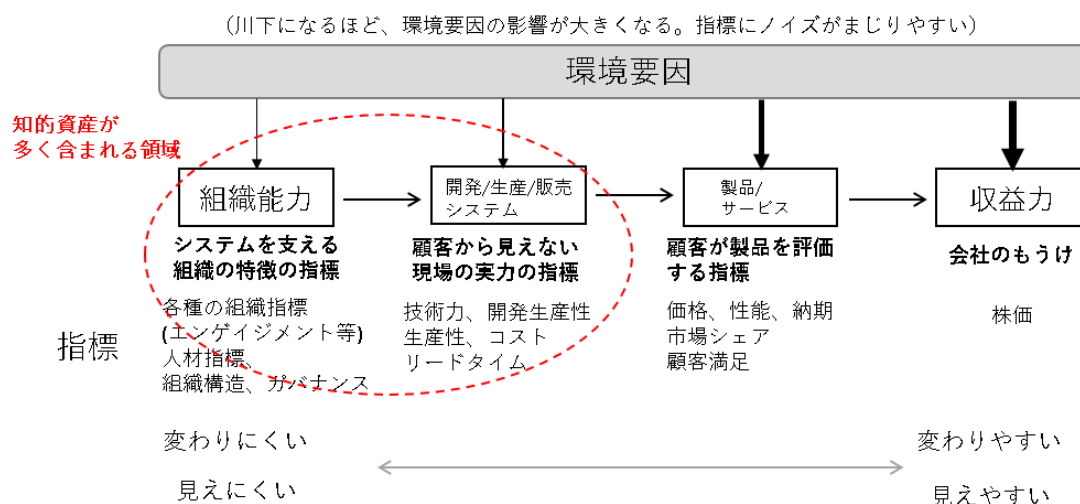 （川下になるほど、環境要因の影響が大きくなる。指標にノイズがまじりやすい）
環境要因
知的資産が
多く含まれる領域
組織能力
開発/生産/販売
システム
製品/
サービス
収益力
システムを支える
組織の特徴の指標
顧客から見えない
現場の実力の指標
顧客が製品を評価
する指標
会社のもうけ
指標
各種の組織指標
(エンゲイジメント等)
人材指標、
組織構造、ガバナンス
技術力、開発生産性
生産性、コスト
リードタイム
価格、性能、納期
市場シェア
顧客満足
株価
変わりにくい
変わりやすい
見えにくい
見えやすい